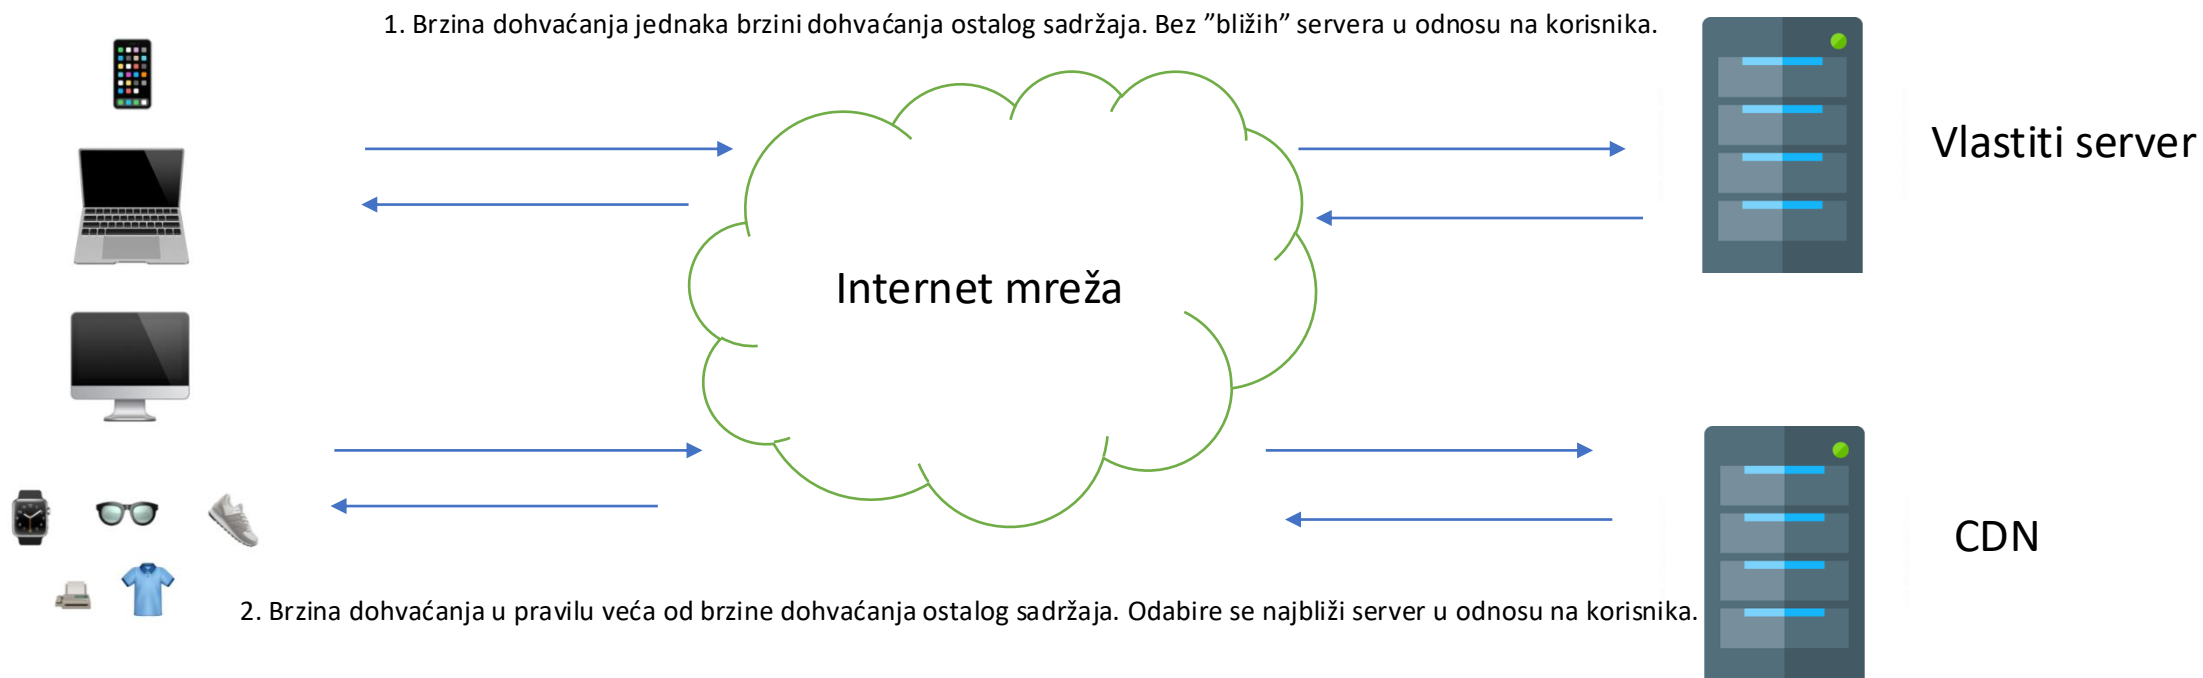 1. Brzina dohvaćanja jednaka brzini dohvaćanja ostalog sadržaja. Bez ”bližih” servera u odnosu na korisnika.
Vlastiti server
Internet mreža
CDN
2. Brzina dohvaćanja u pravilu veća od brzine dohvaćanja ostalog sadržaja. Odabire se najbliži server u odnosu na korisnika.